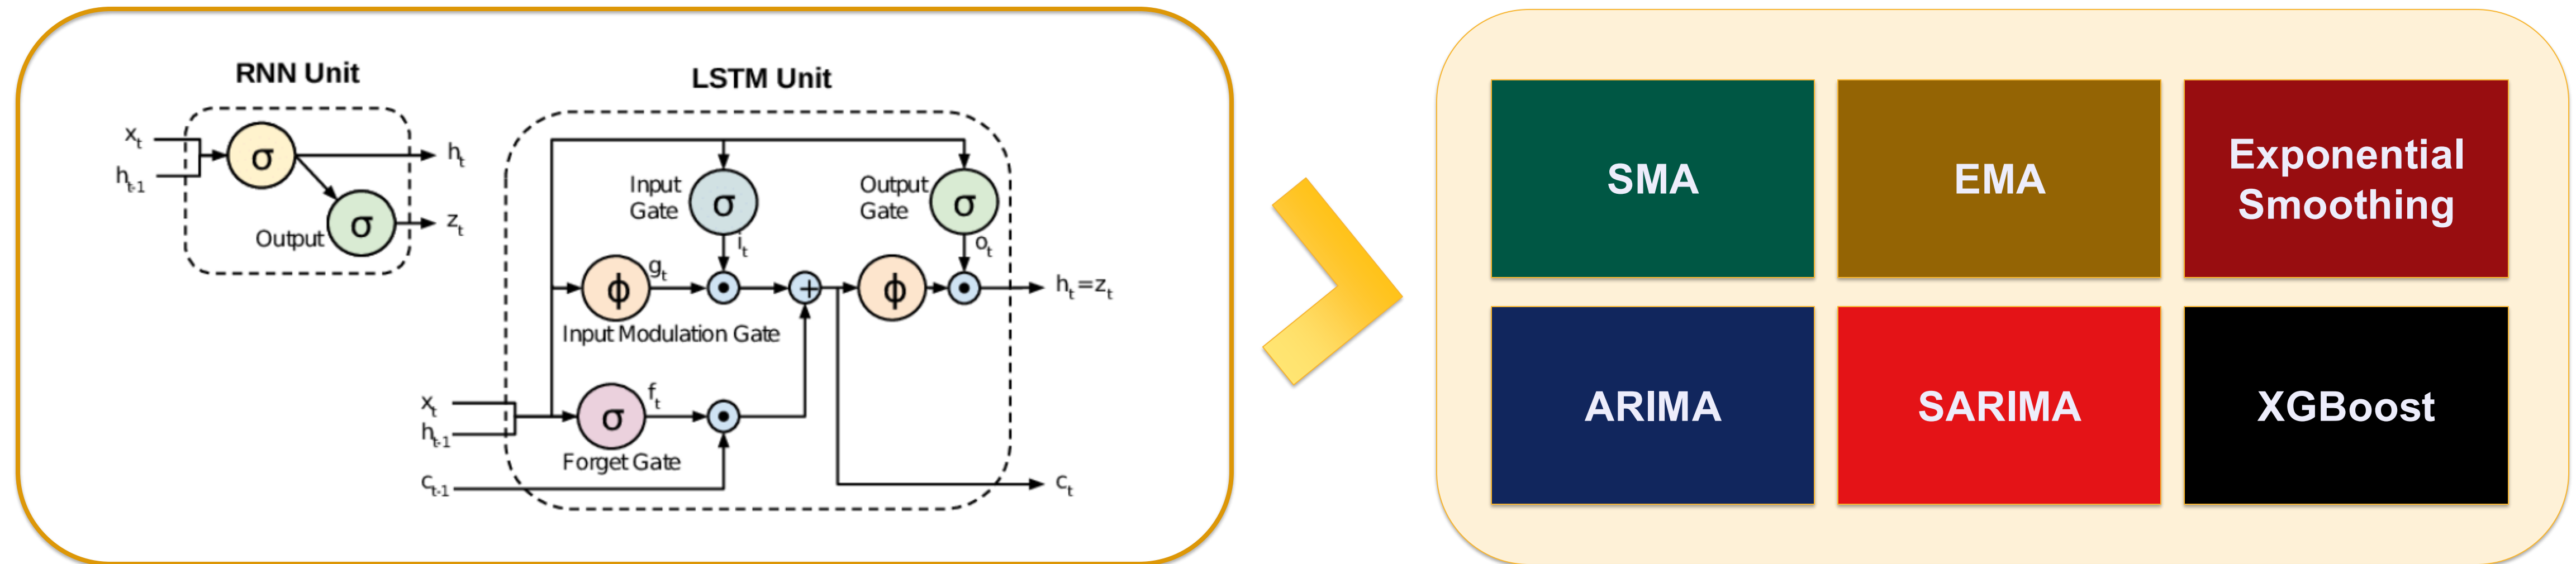 RNN Unit
xt
ht-1
σ
ht
σ
Output
zt
LSTM Unit
Input
Gate
σ
it
Output
Gate
σ
ot
ϕ
gt
Input Modulation Gate
+
ϕ
ht=zt
xt
ht-1
σ
ft
Forget Gate
ct-1
ct
SMA
EMA
Exponential
Smoothing
ARIMA
SARIMA
XGBoost